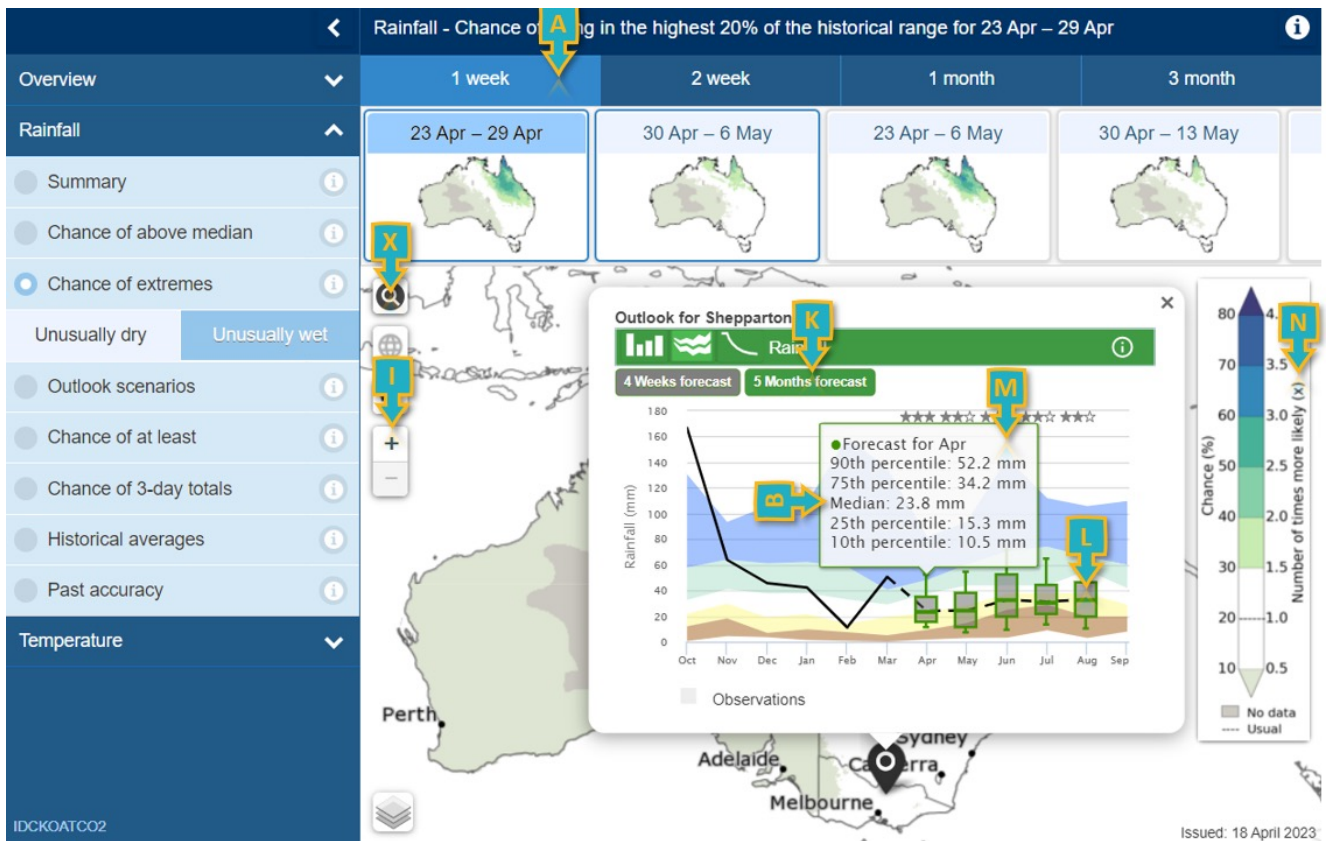 Rainfall - Chance of ng in the highest 20% of the historical range for 23 Apr – 29 Apr
A
Overview
1 week
2 week
1 month
3 month
Rainfall
23 Apr – 29 Apr
30 Apr – 6 May
23 Apr – 6 May
30 Apr – 13 May
Summary
Chance of above median
X
Chance of extremes
Unusually dry
Unusually wet
Outlook scenarios
Chance of at least
Chance of 3-day totals
Historical averages
Past accuracy
Temperature
IDCKOATCO2
I
+
−
Outlook for Shepparton
K
Rain
4 Weeks forecast
5 Months forecast
M
180
160
140
120
100
80
60
40
20
0
Rainfall (mm)
Forecast for Apr
90th percentile: 52.2 mm
75th percentile: 34.2 mm
B
Median: 23.8 mm
25th percentile: 15.3 mm
10th percentile: 10.5 mm
L
Oct Nov Dec Jan Feb Mar Apr May Jun Jul Aug Sep
Observations
80 4.
N
70 3.5
60 3.0
50 2.5
40 2.0
30 1.5
20 1.0
10 0.5
Chance (%)
Number of times more likely (x)
No data
Usual
Perth
Adelaide
Sydney
Melbourne
Issued: 18 April 2023